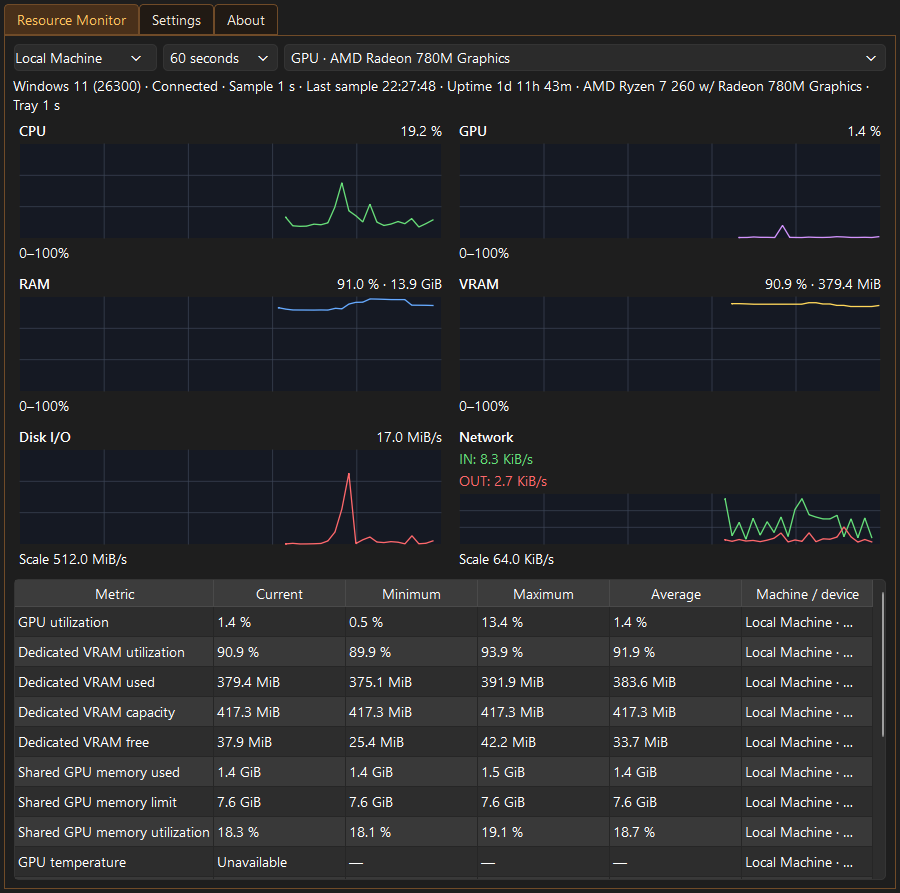 Resource Monitor Settings About
Local Machine 60 seconds GPU · AMD Radeon 780M Graphics
Windows 11 (26300) · Connected · Sample 1 s · Last sample 22:27:48 · Uptime 1d 11h 43m · AMD Ryzen 7 260 w/ Radeon 780M Graphics ·
Tray 1 s
CPU 19.2 % GPU 1.4 %
0–100% 0–100%
RAM 91.0 % · 13.9 GiB VRAM 90.9 % · 379.4 MiB
0–100% 0–100%
Disk I/O 17.0 MiB/s Network
IN: 8.3 KiB/s
OUT: 2.7 KiB/s
Scale 512.0 MiB/s Scale 64.0 KiB/s
Metric Current Minimum Maximum Average Machine / device
GPU utilization 1.4 % 0.5 % 13.4 % 1.4 % Local Machine · ...
Dedicated VRAM utilization 90.9 % 89.9 % 93.9 % 91.9 % Local Machine · ...
Dedicated VRAM used 379.4 MiB 375.1 MiB 391.9 MiB 383.6 MiB Local Machine · ...
Dedicated VRAM capacity 417.3 MiB 417.3 MiB 417.3 MiB 417.3 MiB Local Machine · ...
Dedicated VRAM free 37.9 MiB 25.4 MiB 42.2 MiB 33.7 MiB Local Machine · ...
Shared GPU memory used 1.4 GiB 1.4 GiB 1.5 GiB 1.4 GiB Local Machine · ...
Shared GPU memory limit 7.6 GiB 7.6 GiB 7.6 GiB 7.6 GiB Local Machine · ...
Shared GPU memory utilization 18.3 % 18.1 % 19.1 % 18.7 % Local Machine · ...
GPU temperature Unavailable — — — Local Machine · ...